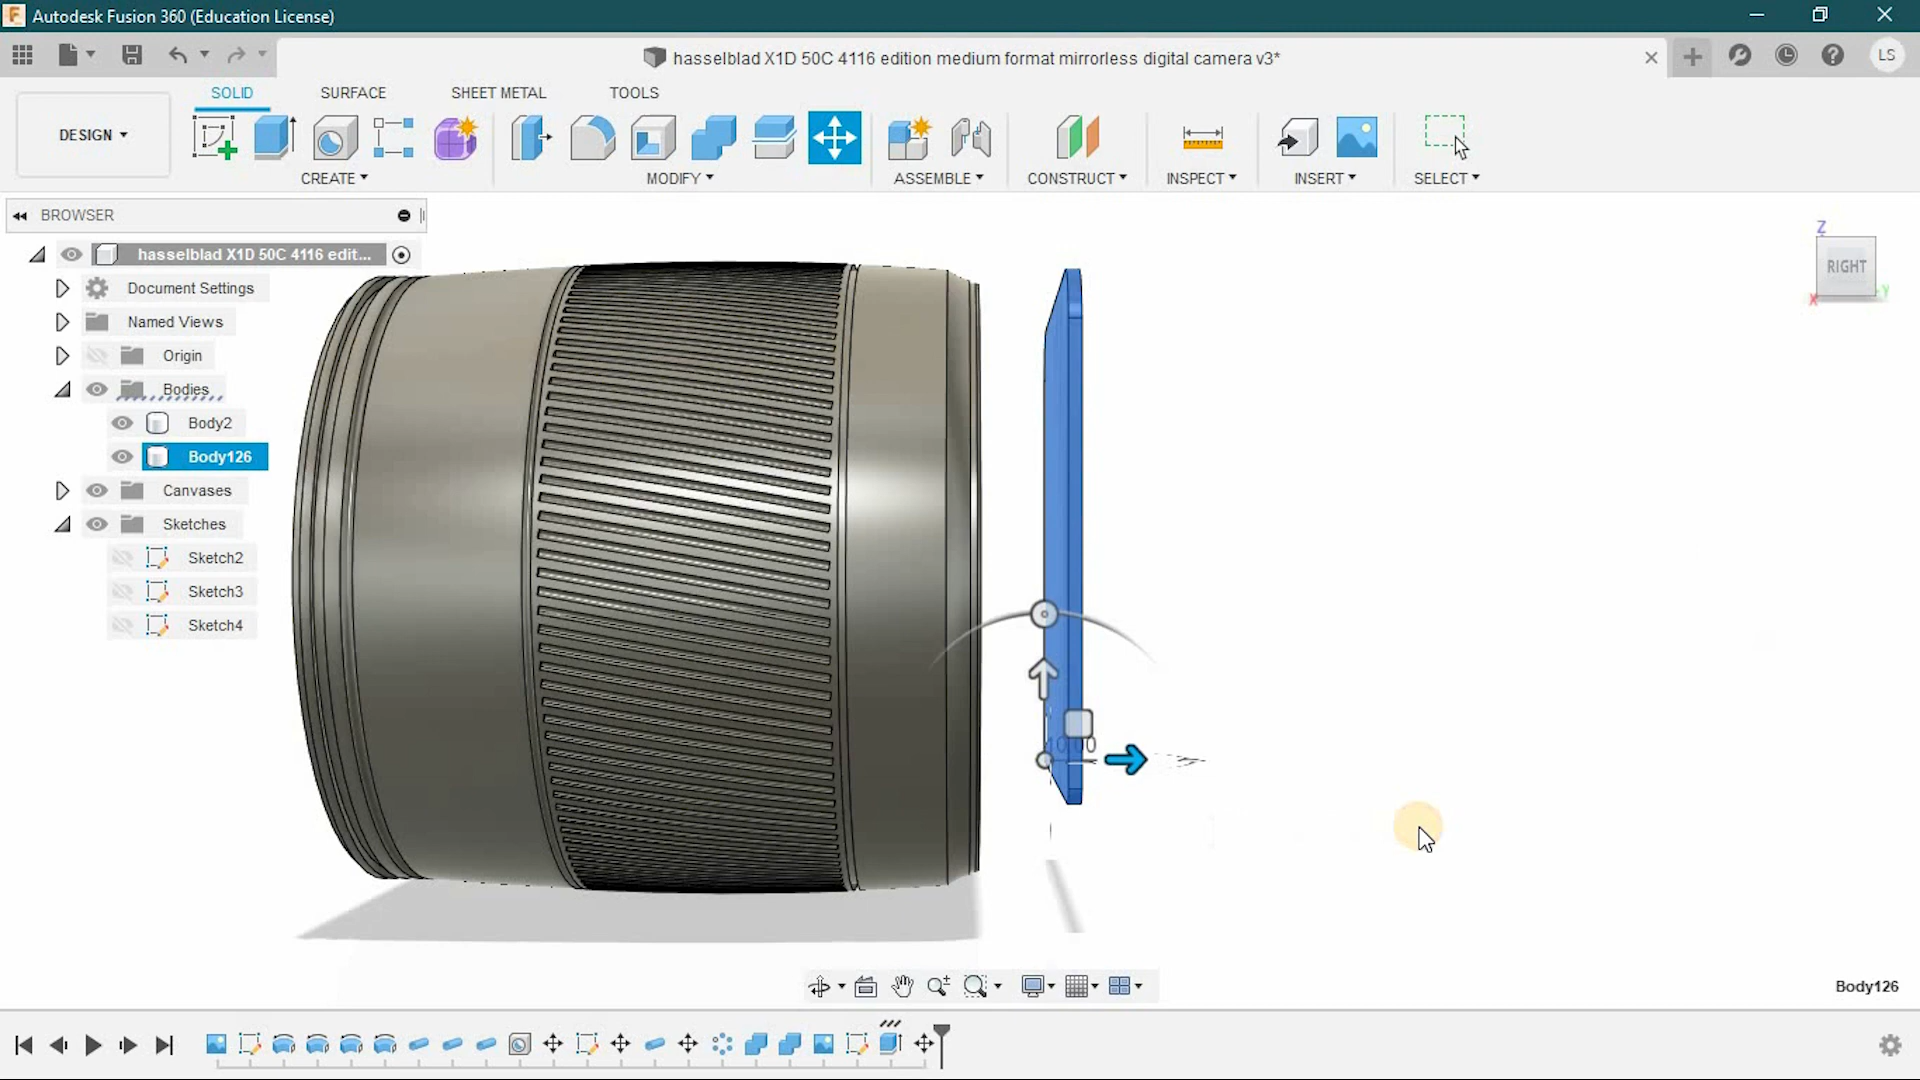 Autodesk Fusion 360 (Education License)
hasselblad X1D 50C 4116 edition medium format mirrorless digital camera v3*
LS
SOLID
SURFACE
SHEET METAL
TOOLS
DESIGN
CREATE
MODIFY
ASSEMBLE
CONSTRUCT
INSPECT
INSERT
SELECT
BROWSER
hasselblad X1D 50C 4116 edit...
Document Settings
Named Views
Origin
Bodies
Body2
Body126
Canvases
Sketches
Sketch2
Sketch3
Sketch4
Z
RIGHT
X
Y
Body126